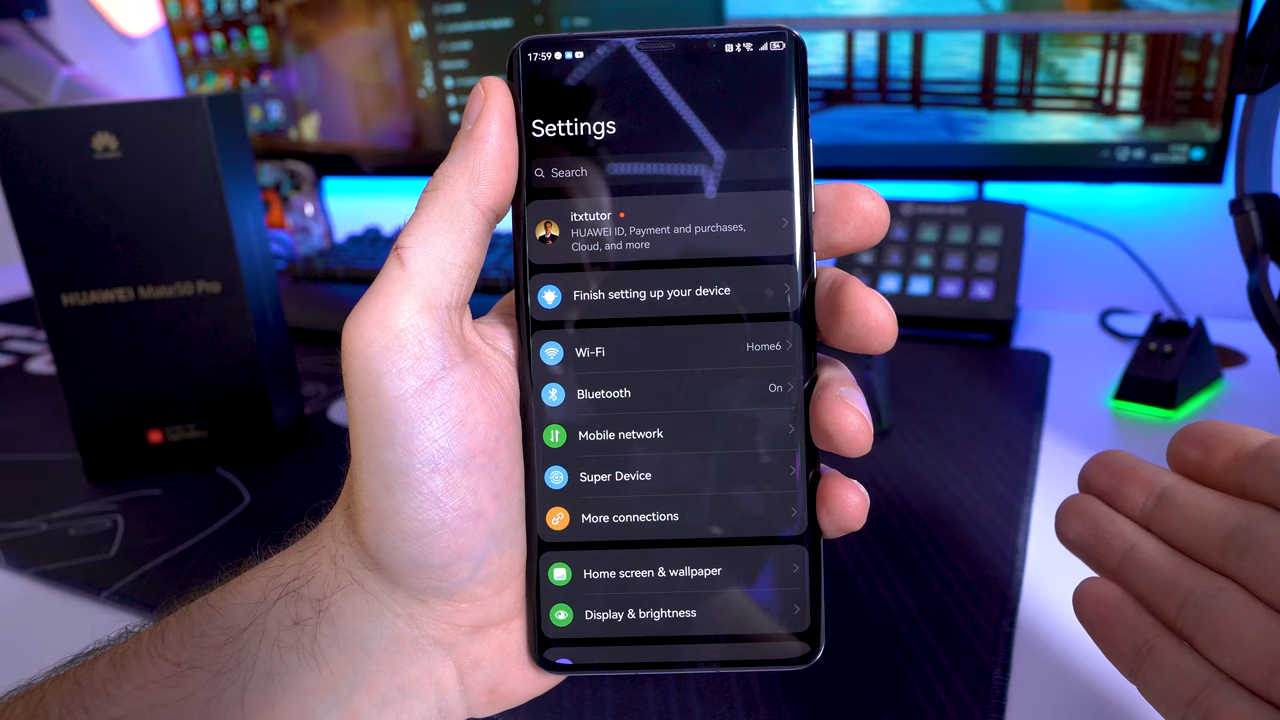 17:59
54
Settings
Search
itxtutor
HUAWEI ID, Payment and purchases,
Cloud, and more
Finish setting up your device
Wi-Fi
Home6
Bluetooth
On
Mobile network
Super Device
More connections
Home screen & wallpaper
Display & brightness
HUAWEI Mate50 Pro